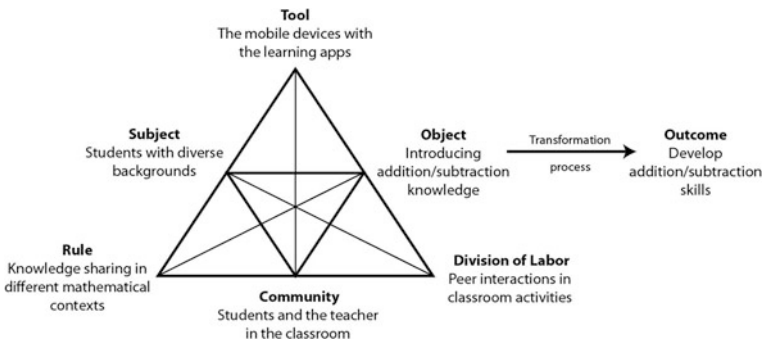 Tool
The mobile devices with
the learning apps
Subject
Students with diverse
backgrounds
Object
Introducing
addition/subtraction
knowledge
Transformation
process
Outcome
Develop
addition/subtraction
skills
Rule
Knowledge sharing in
different mathematical
contexts
Community
Students and the teacher
in the classroom
Division of Labor
Peer interactions in
classroom activities